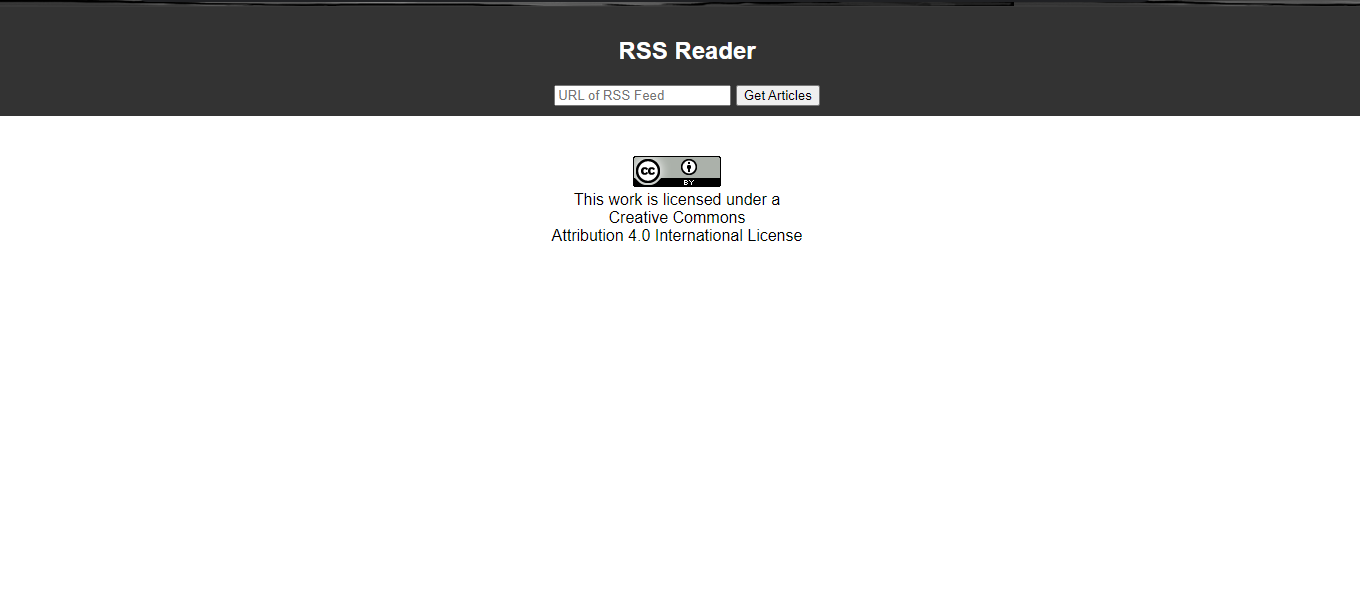 RSS Reader
URL of RSS Feed Get Articles
cc BY
This work is licensed under a
Creative Commons
Attribution 4.0 International License